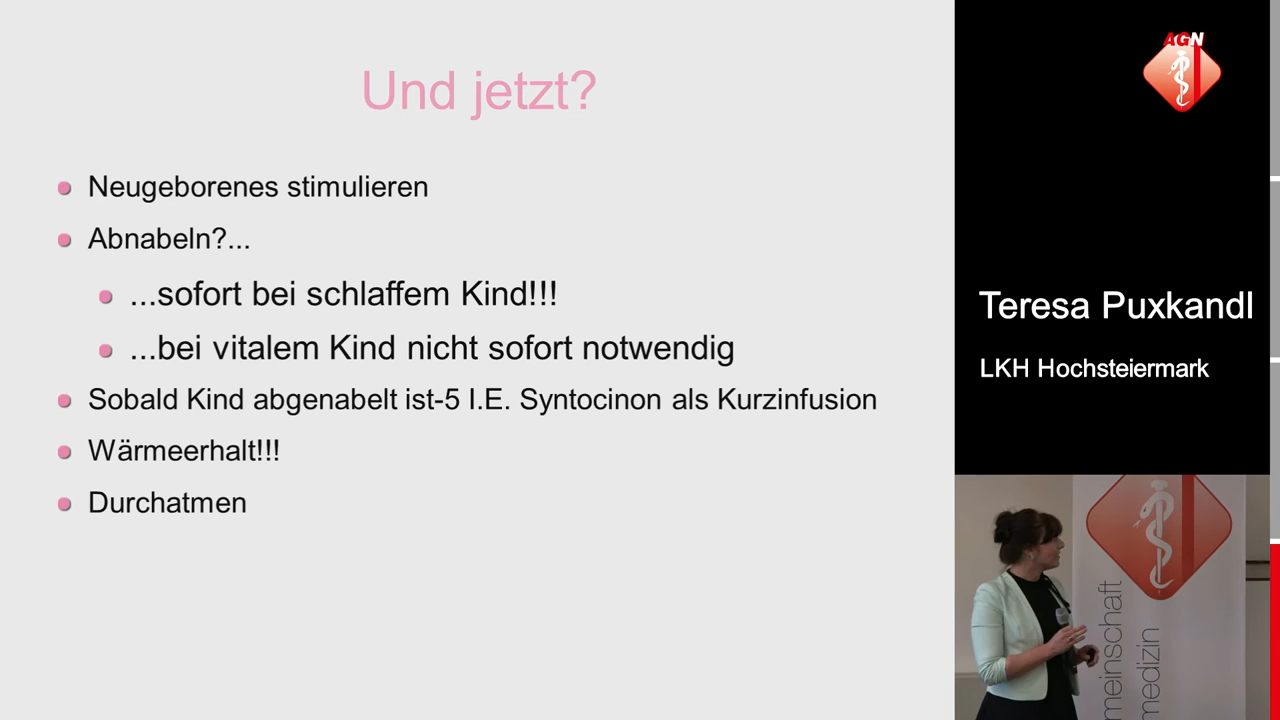 Und jetzt?
Neugeborenes stimulieren
Abnabeln?...
...sofort bei schlaffem Kind!!!
...bei vitalem Kind nicht sofort notwendig
Sobald Kind abgenabelt ist-5 I.E. Syntocinon als Kurzinfusion
Wärmeerhalt!!!
Durchatmen
AGN
Teresa Puxkandl
LKH Hochsteiermark
meinschaft
medizin